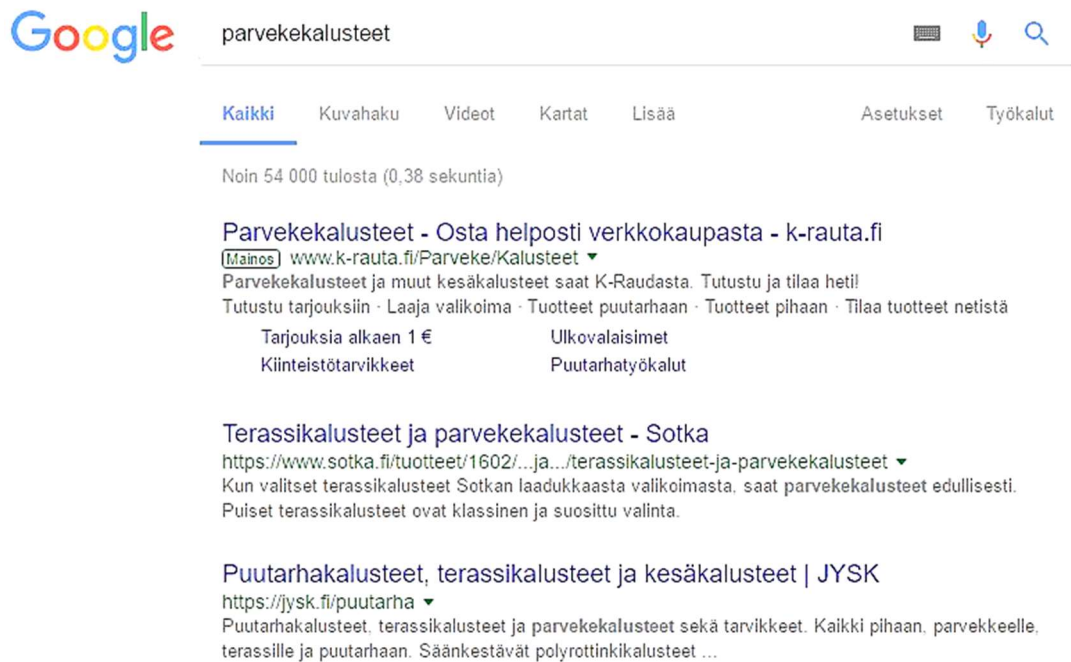 Google parvekekalusteet
Kaikki Kuvahaku Videot Kartat Lisää Asetukset Työkalut
Noin 54 000 tulosta (0,38 sekuntia)
Parvekekalusteet - Osta helposti verkkokaupasta - k-rauta.fi
Mainos www.k-rauta.fi/Parveke/Kalusteet
Parvekekalusteet ja muut kesäkalusteet saat K-Raudasta. Tutustu ja tilaa heti!
Tutustu tarjouksiin · Laaja valikoima · Tuotteet puutarhaan · Tuotteet pihaan · Tilaa tuotteet netistä
Tarjouksia alkaen 1 € Ulkovalaisimet
Kiinteistötarvikkeet Puutarhatyökalut
Terassikalusteet ja parvekekalusteet - Sotka
https://www.sotka.fi/tuotteet/1602/...ja.../terassikalusteet-ja-parvekekalusteet
Kun valitset terassikalusteet Sotkan laadukkaasta valikoimasta, saat parvekekalusteet edullisesti.
Puiset terassikalusteet ovat klassinen ja suosittu valinta.
Puutarhakalusteet, terassikalusteet ja kesäkalusteet | JYSK
https://jysk.fi/puutarha
Puutarhakalusteet, terassikalusteet ja parvekekalusteet sekä tarvikkeet. Kaikki pihaan, parvekkeelle,
terassille ja puutarhaan. Säänkestävät polyrottinkikalusteet ...